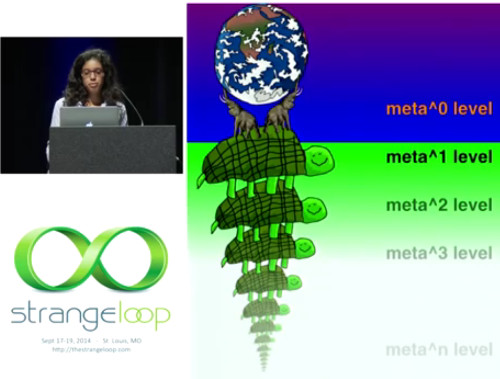 meta^0 level
meta^1 level
meta^2 level
meta^3 level
meta^n level
strangeloop
Sept 17-19, 2014 - St. Louis, MO
http://thestrangeloop.com